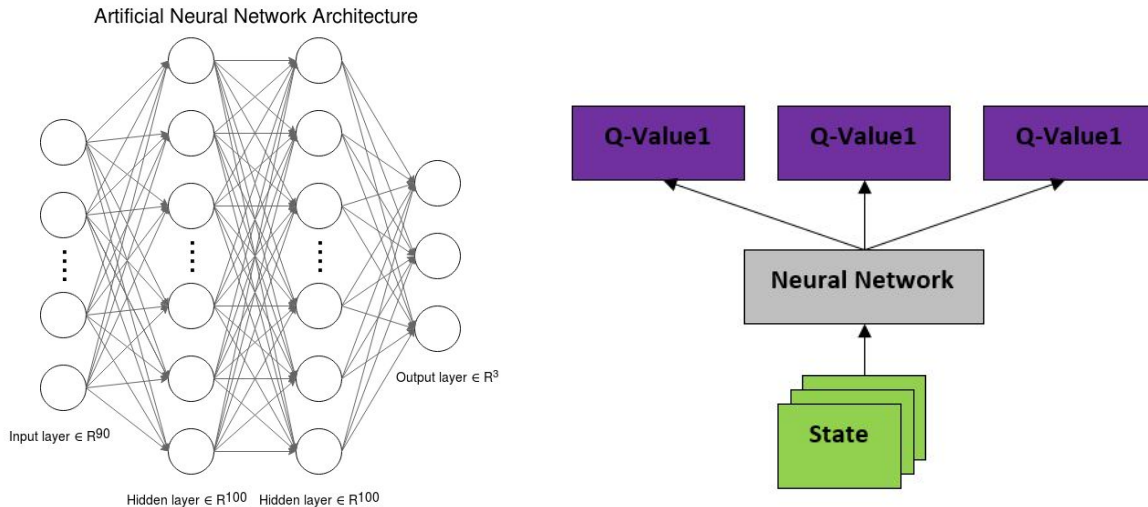 Artificial Neural Network Architecture
Input layer ∈ R⁹⁰
Hidden layer ∈ R¹⁰⁰
Hidden layer ∈ R¹⁰⁰
Output layer ∈ R³
Q-Value1
Q-Value1
Q-Value1
Neural Network
State